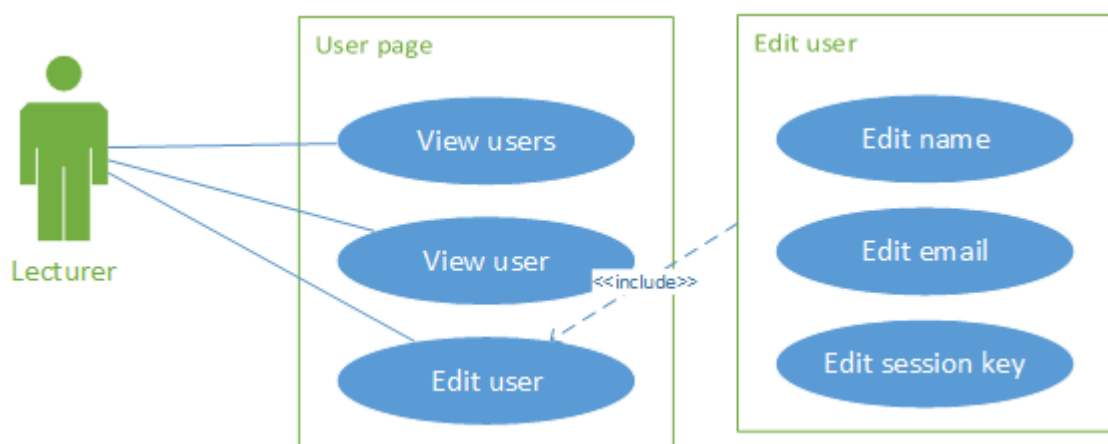 User page
Edit user
View users
Edit name
View user
Edit email
<<include>>
Lecturer
Edit user
Edit session key